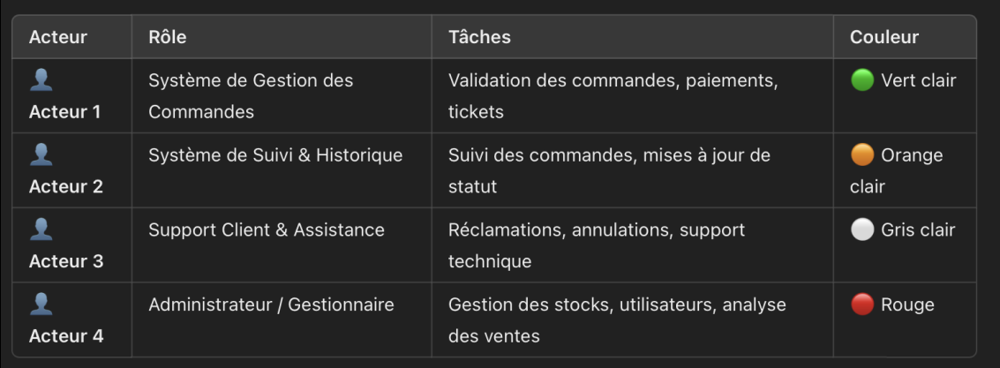 Acteur Rôle Tâches Couleur
Système de Gestion des Validation des commandes, paiements, Vert clair
Acteur 1 Commandes tickets
Système de Suivi & Historique Suivi des commandes, mises à jour de Orange
Acteur 2 statut clair
Support Client & Assistance Réclamations, annulations, support Gris clair
Acteur 3 technique
Administrateur / Gestionnaire Gestion des stocks, utilisateurs, analyse Rouge
Acteur 4 des ventes